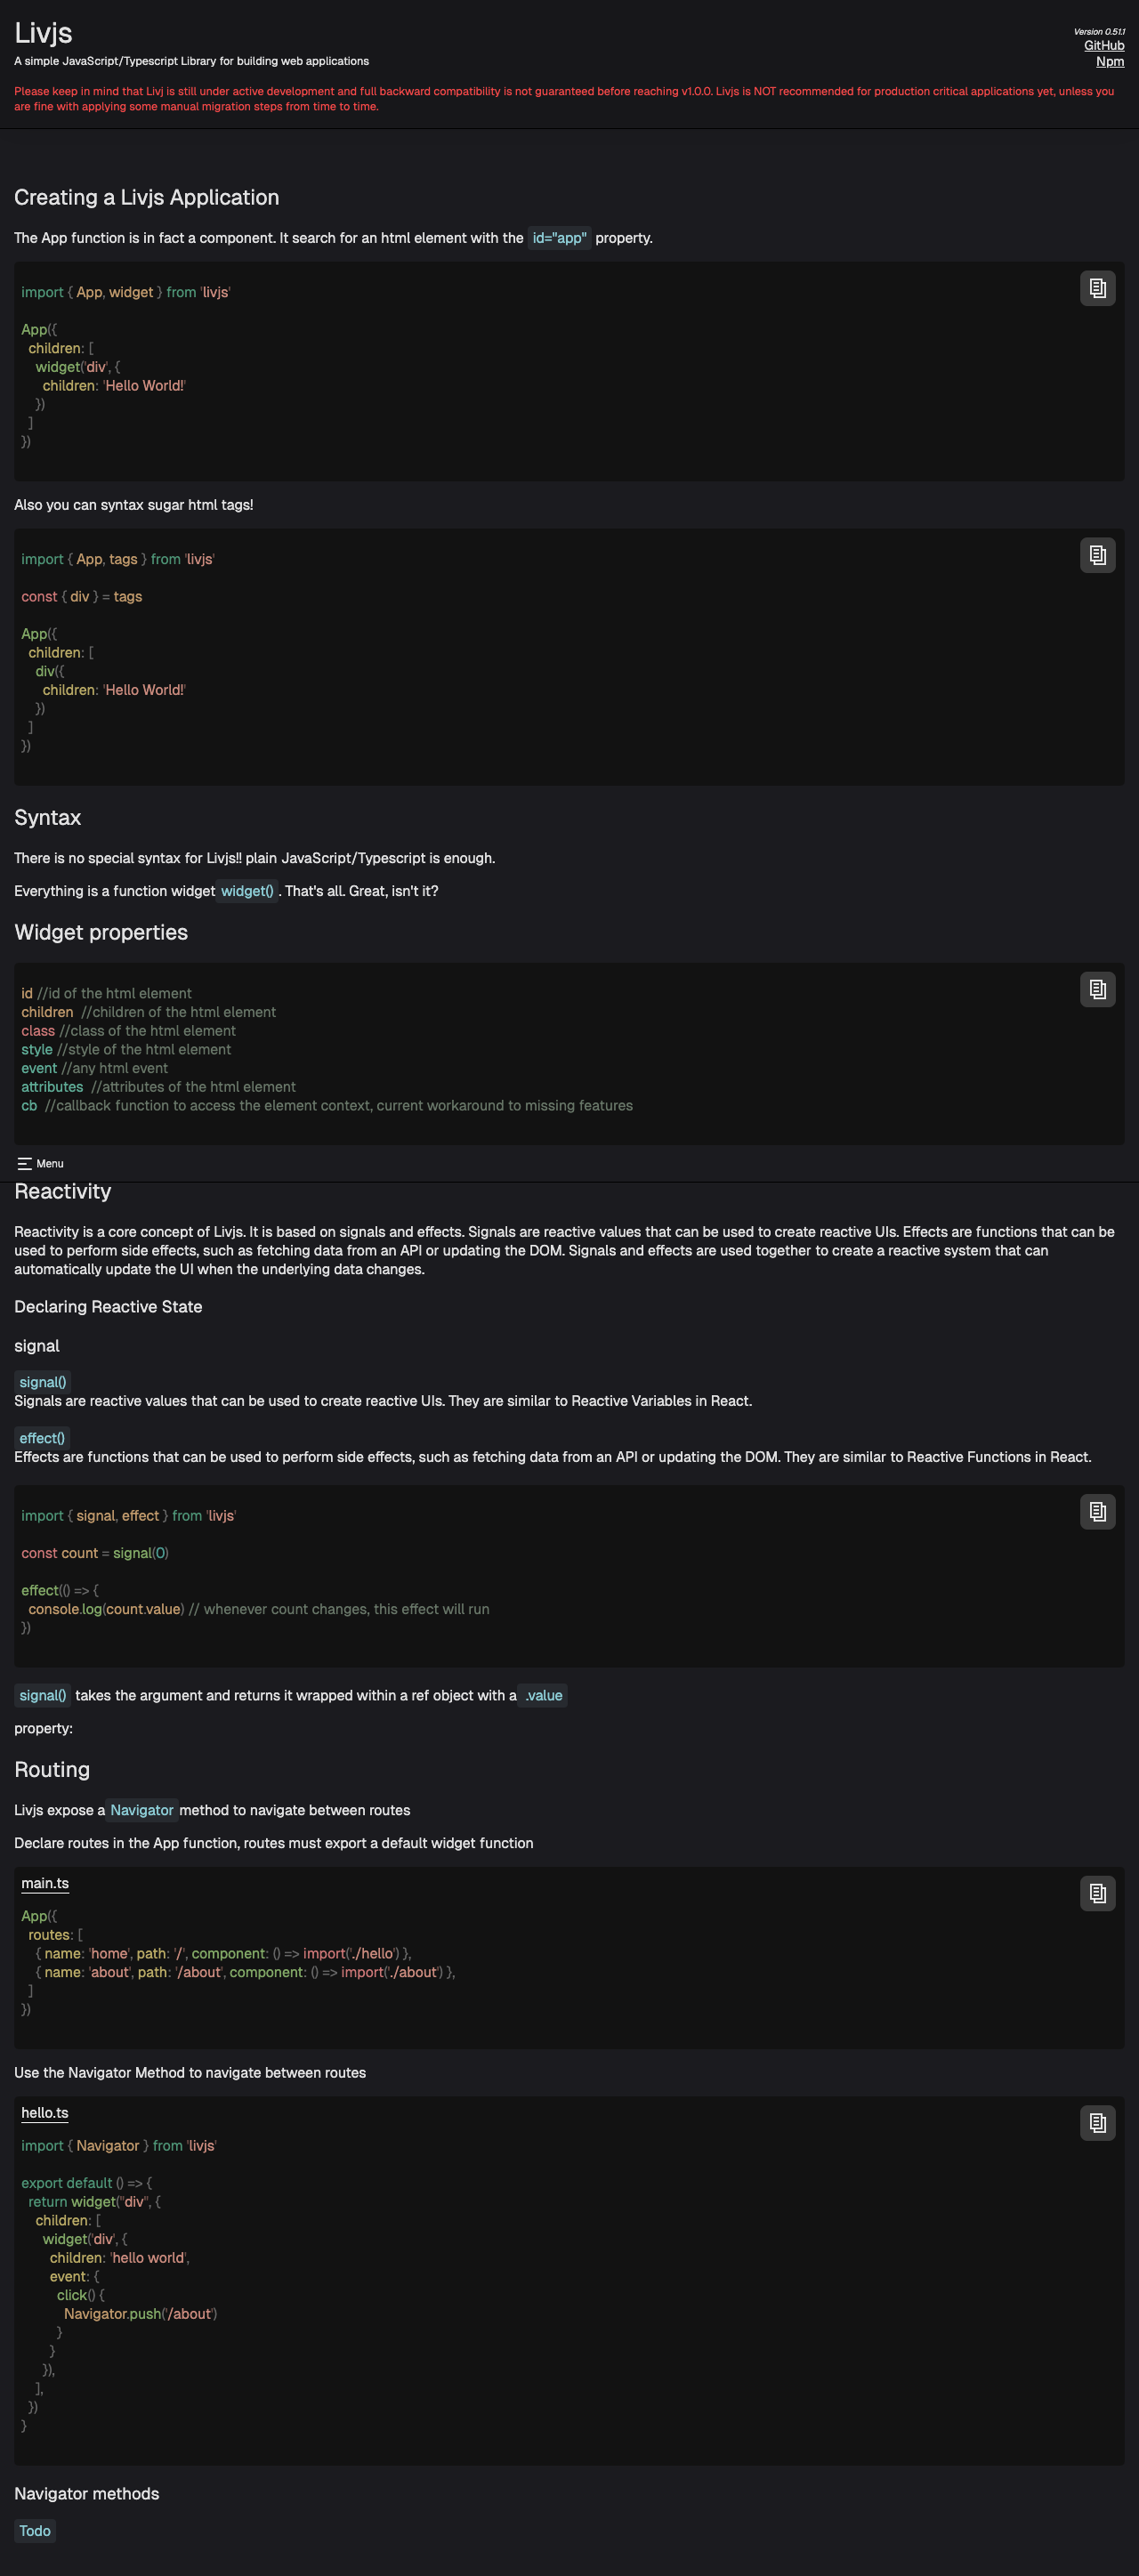 Livjs
A simple JavaScript/Typescript Library for building web applications
Version 0.51.1
GitHub
Npm
Please keep in mind that Livj is still under active development and full backward compatibility is not guaranteed before reaching v1.0.0. Livjs is NOT recommended for production critical applications yet, unless you
are fine with applying some manual migration steps from time to time.
Creating a Livjs Application
The App function is in fact a component. It search for an html element with the id="app" property.
import { App, widget } from 'livjs'
App({
children: [
widget('div', {
children: 'Hello World!'
})
]
})
Also you can syntax sugar html tags!
import { App, tags } from 'livjs'
const { div } = tags
App({
children: [
div({
children: 'Hello World!'
})
]
})
Syntax
There is no special syntax for Livjs!! plain JavaScript/Typescript is enough.
Everything is a function widget widget() . That's all. Great, isn't it?
Widget properties
id //id of the html element
children //children of the html element
class //class of the html element
style //style of the html element
event //any html event
attributes //attributes of the html element
cb //callback function to access the element context, current workaround to missing features
Menu
Reactivity
Reactivity is a core concept of Livjs. It is based on signals and effects. Signals are reactive values that can be used to create reactive UIs. Effects are functions that can be
used to perform side effects, such as fetching data from an API or updating the DOM. Signals and effects are used together to create a reactive system that can
automatically update the UI when the underlying data changes.
Declaring Reactive State
signal
signal()
Signals are reactive values that can be used to create reactive UIs. They are similar to Reactive Variables in React.
effect()
Effects are functions that can be used to perform side effects, such as fetching data from an API or updating the DOM. They are similar to Reactive Functions in React.
import { signal, effect } from 'livjs'
const count = signal(0)
effect(() => {
console.log(count.value) // whenever count changes, this effect will run
})
signal() takes the argument and returns it wrapped within a ref object with a .value
property:
Routing
Livjs expose a Navigator method to navigate between routes
Declare routes in the App function, routes must export a default widget function
main.ts
App({
routes: [
{ name: 'home', path: '/', component: () => import('./hello') },
{ name: 'about', path: '/about', component: () => import('./about') },
]
})
Use the Navigator Method to navigate between routes
hello.ts
import { Navigator } from 'livjs'
export default () => {
return widget("div", {
children: [
widget('div', {
children: 'hello world',
event: {
click() {
Navigator.push('/about')
}
}
}),
],
})
}
Navigator methods
Todo